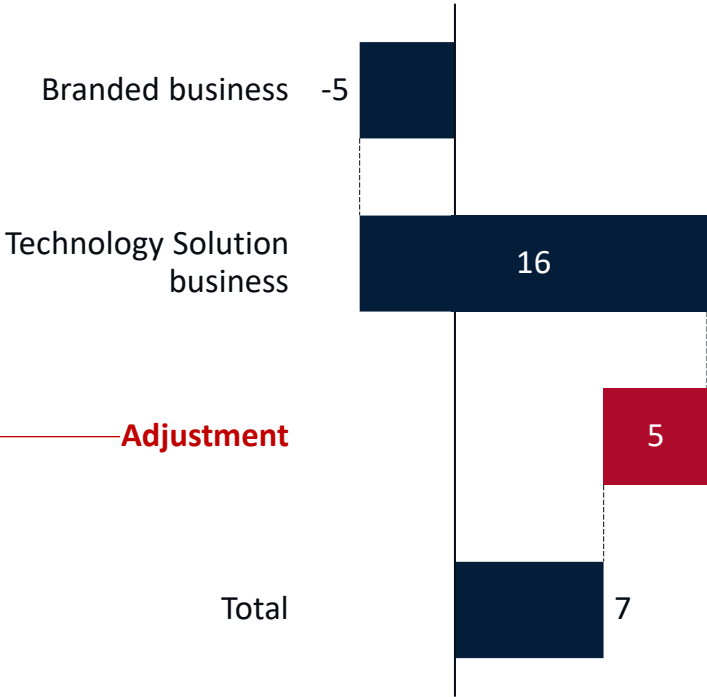 Branded business -5
Technology Solution
business
16
Adjustment
5
Total 7